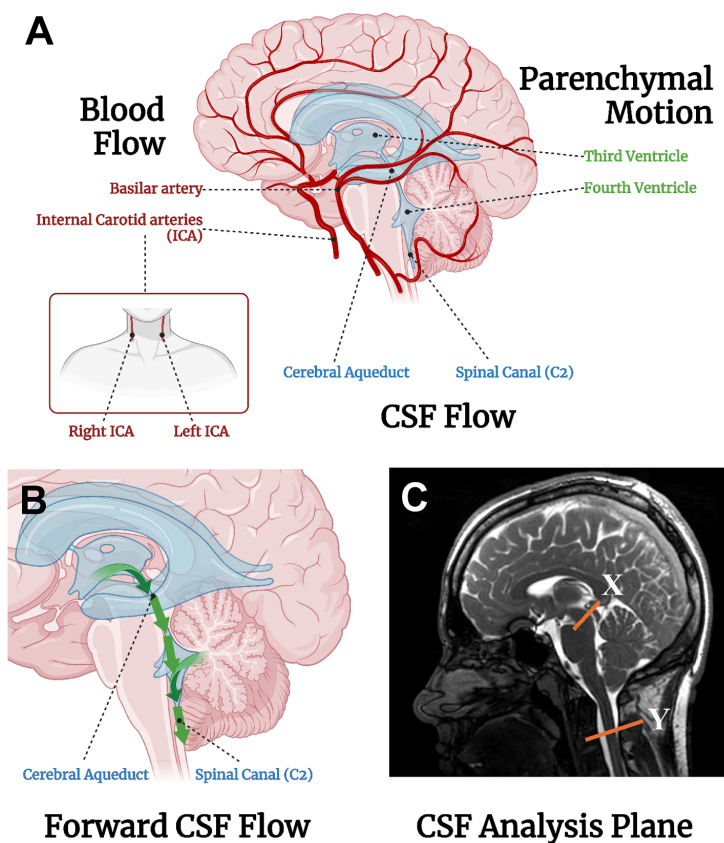 A
Blood
Flow
Parenchymal
Motion
Third Ventricle
Basilar artery
Fourth Ventricle
Internal Carotid arteries
(ICA)
Cerebral Aqueduct
Spinal Canal (C2)
Right ICA
Left ICA
CSF Flow
B
C
X
Y
Cerebral Aqueduct
Spinal Canal (C2)
Forward CSF Flow
CSF Analysis Plane